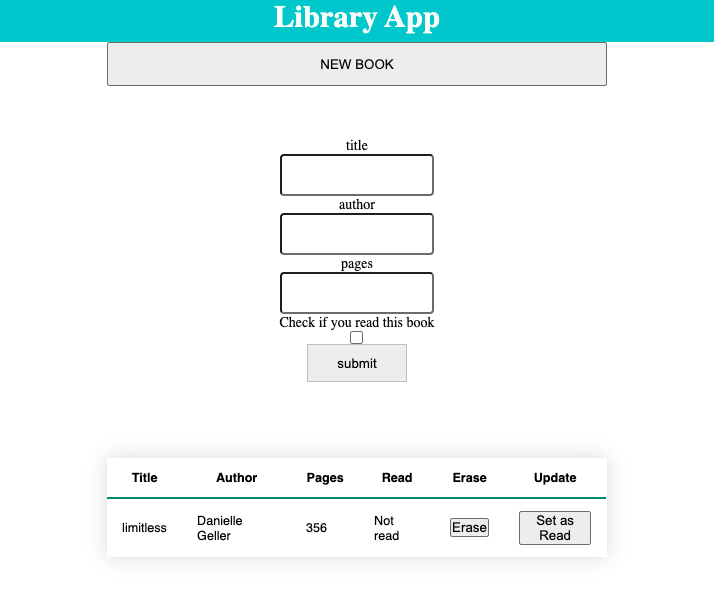 Library App
NEW BOOK
title
author
pages
Check if you read this book
submit
Title Author Pages Read Erase Update
limitless Danielle Geller 356 Not read Erase Set as Read